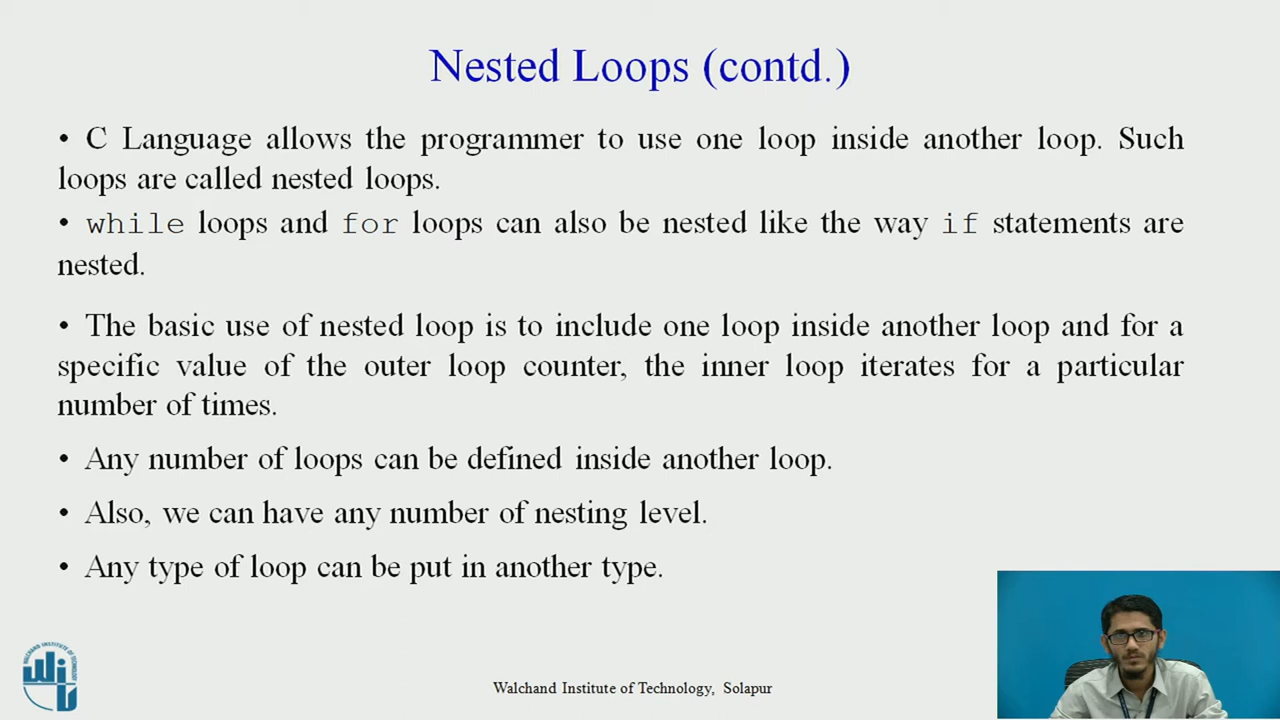 Nested Loops (contd.)
• C Language allows the programmer to use one loop inside another loop. Such
loops are called nested loops.
• while loops and for loops can also be nested like the way if statements are
nested.
• The basic use of nested loop is to include one loop inside another loop and for a
specific value of the outer loop counter, the inner loop iterates for a particular
number of times.
• Any number of loops can be defined inside another loop.
• Also, we can have any number of nesting level.
• Any type of loop can be put in another type.
WALCHAND INSTITUTE OF TECHNOLOGY
WIT
Walchand Institute of Technology, Solapur